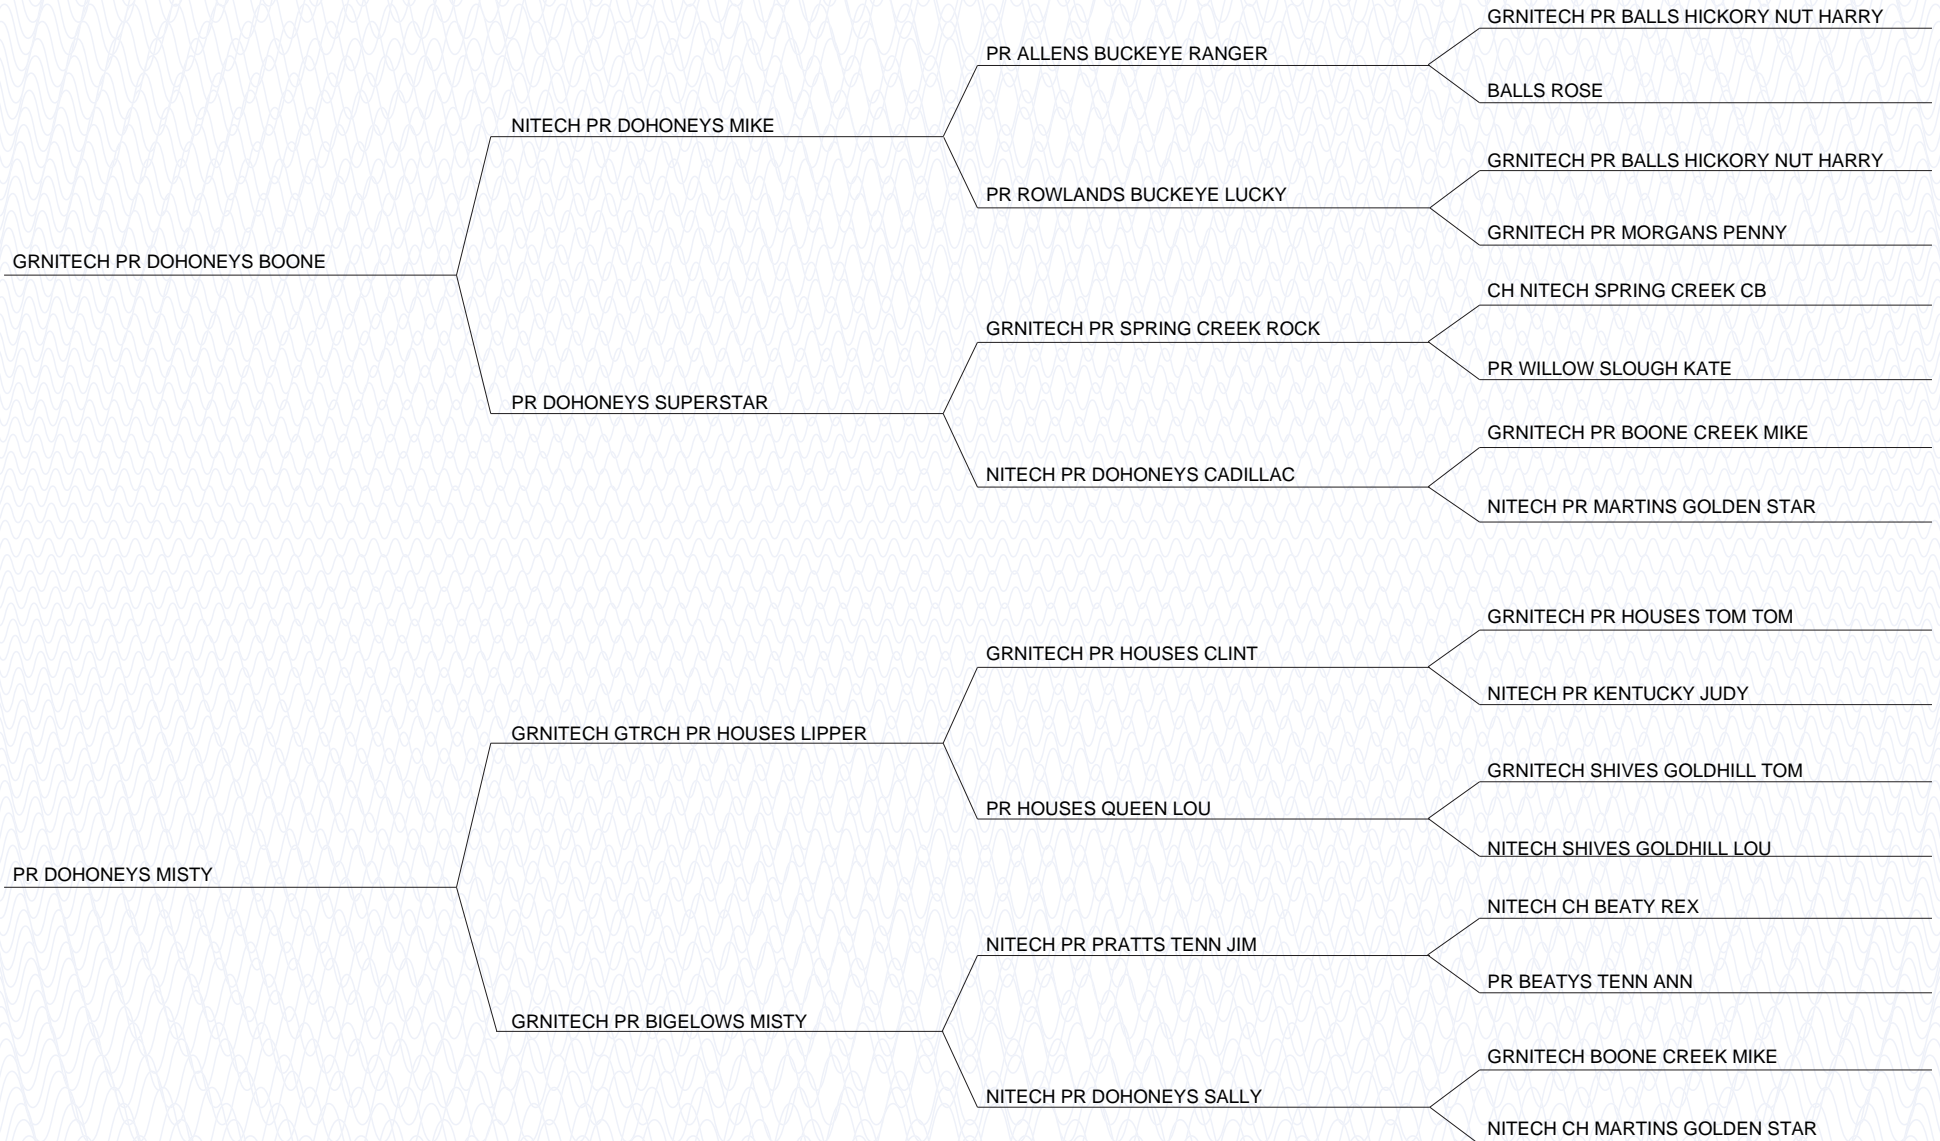 GRNITECH PR BALLS HICKORY NUT HARRY
PR ALLENS BUCKEYE RANGER
BALLS ROSE
NITECH PR DOHONEYS MIKE
GRNITECH PR BALLS HICKORY NUT HARRY
PR ROWLANDS BUCKEYE LUCKY
GRNITECH PR MORGANS PENNY
GRNITECH PR DOHONEYS BOONE
CH NITECH SPRING CREEK CB
GRNITECH PR SPRING CREEK ROCK
PR WILLOW SLOUGH KATE
PR DOHONEYS SUPERSTAR
GRNITECH PR BOONE CREEK MIKE
NITECH PR DOHONEYS CADILLAC
NITECH PR MARTINS GOLDEN STAR
GRNITECH PR HOUSES TOM TOM
GRNITECH PR HOUSES CLINT
NITECH PR KENTUCKY JUDY
GRNITECH GTRCH PR HOUSES LIPPER
GRNITECH SHIVES GOLDHILL TOM
PR HOUSES QUEEN LOU
NITECH SHIVES GOLDHILL LOU
PR DOHONEYS MISTY
NITECH CH BEATY REX
NITECH PR PRATTS TENN JIM
PR BEATYS TENN ANN
GRNITECH PR BIGELOWS MISTY
GRNITECH BOONE CREEK MIKE
NITECH PR DOHONEYS SALLY
NITECH CH MARTINS GOLDEN STAR